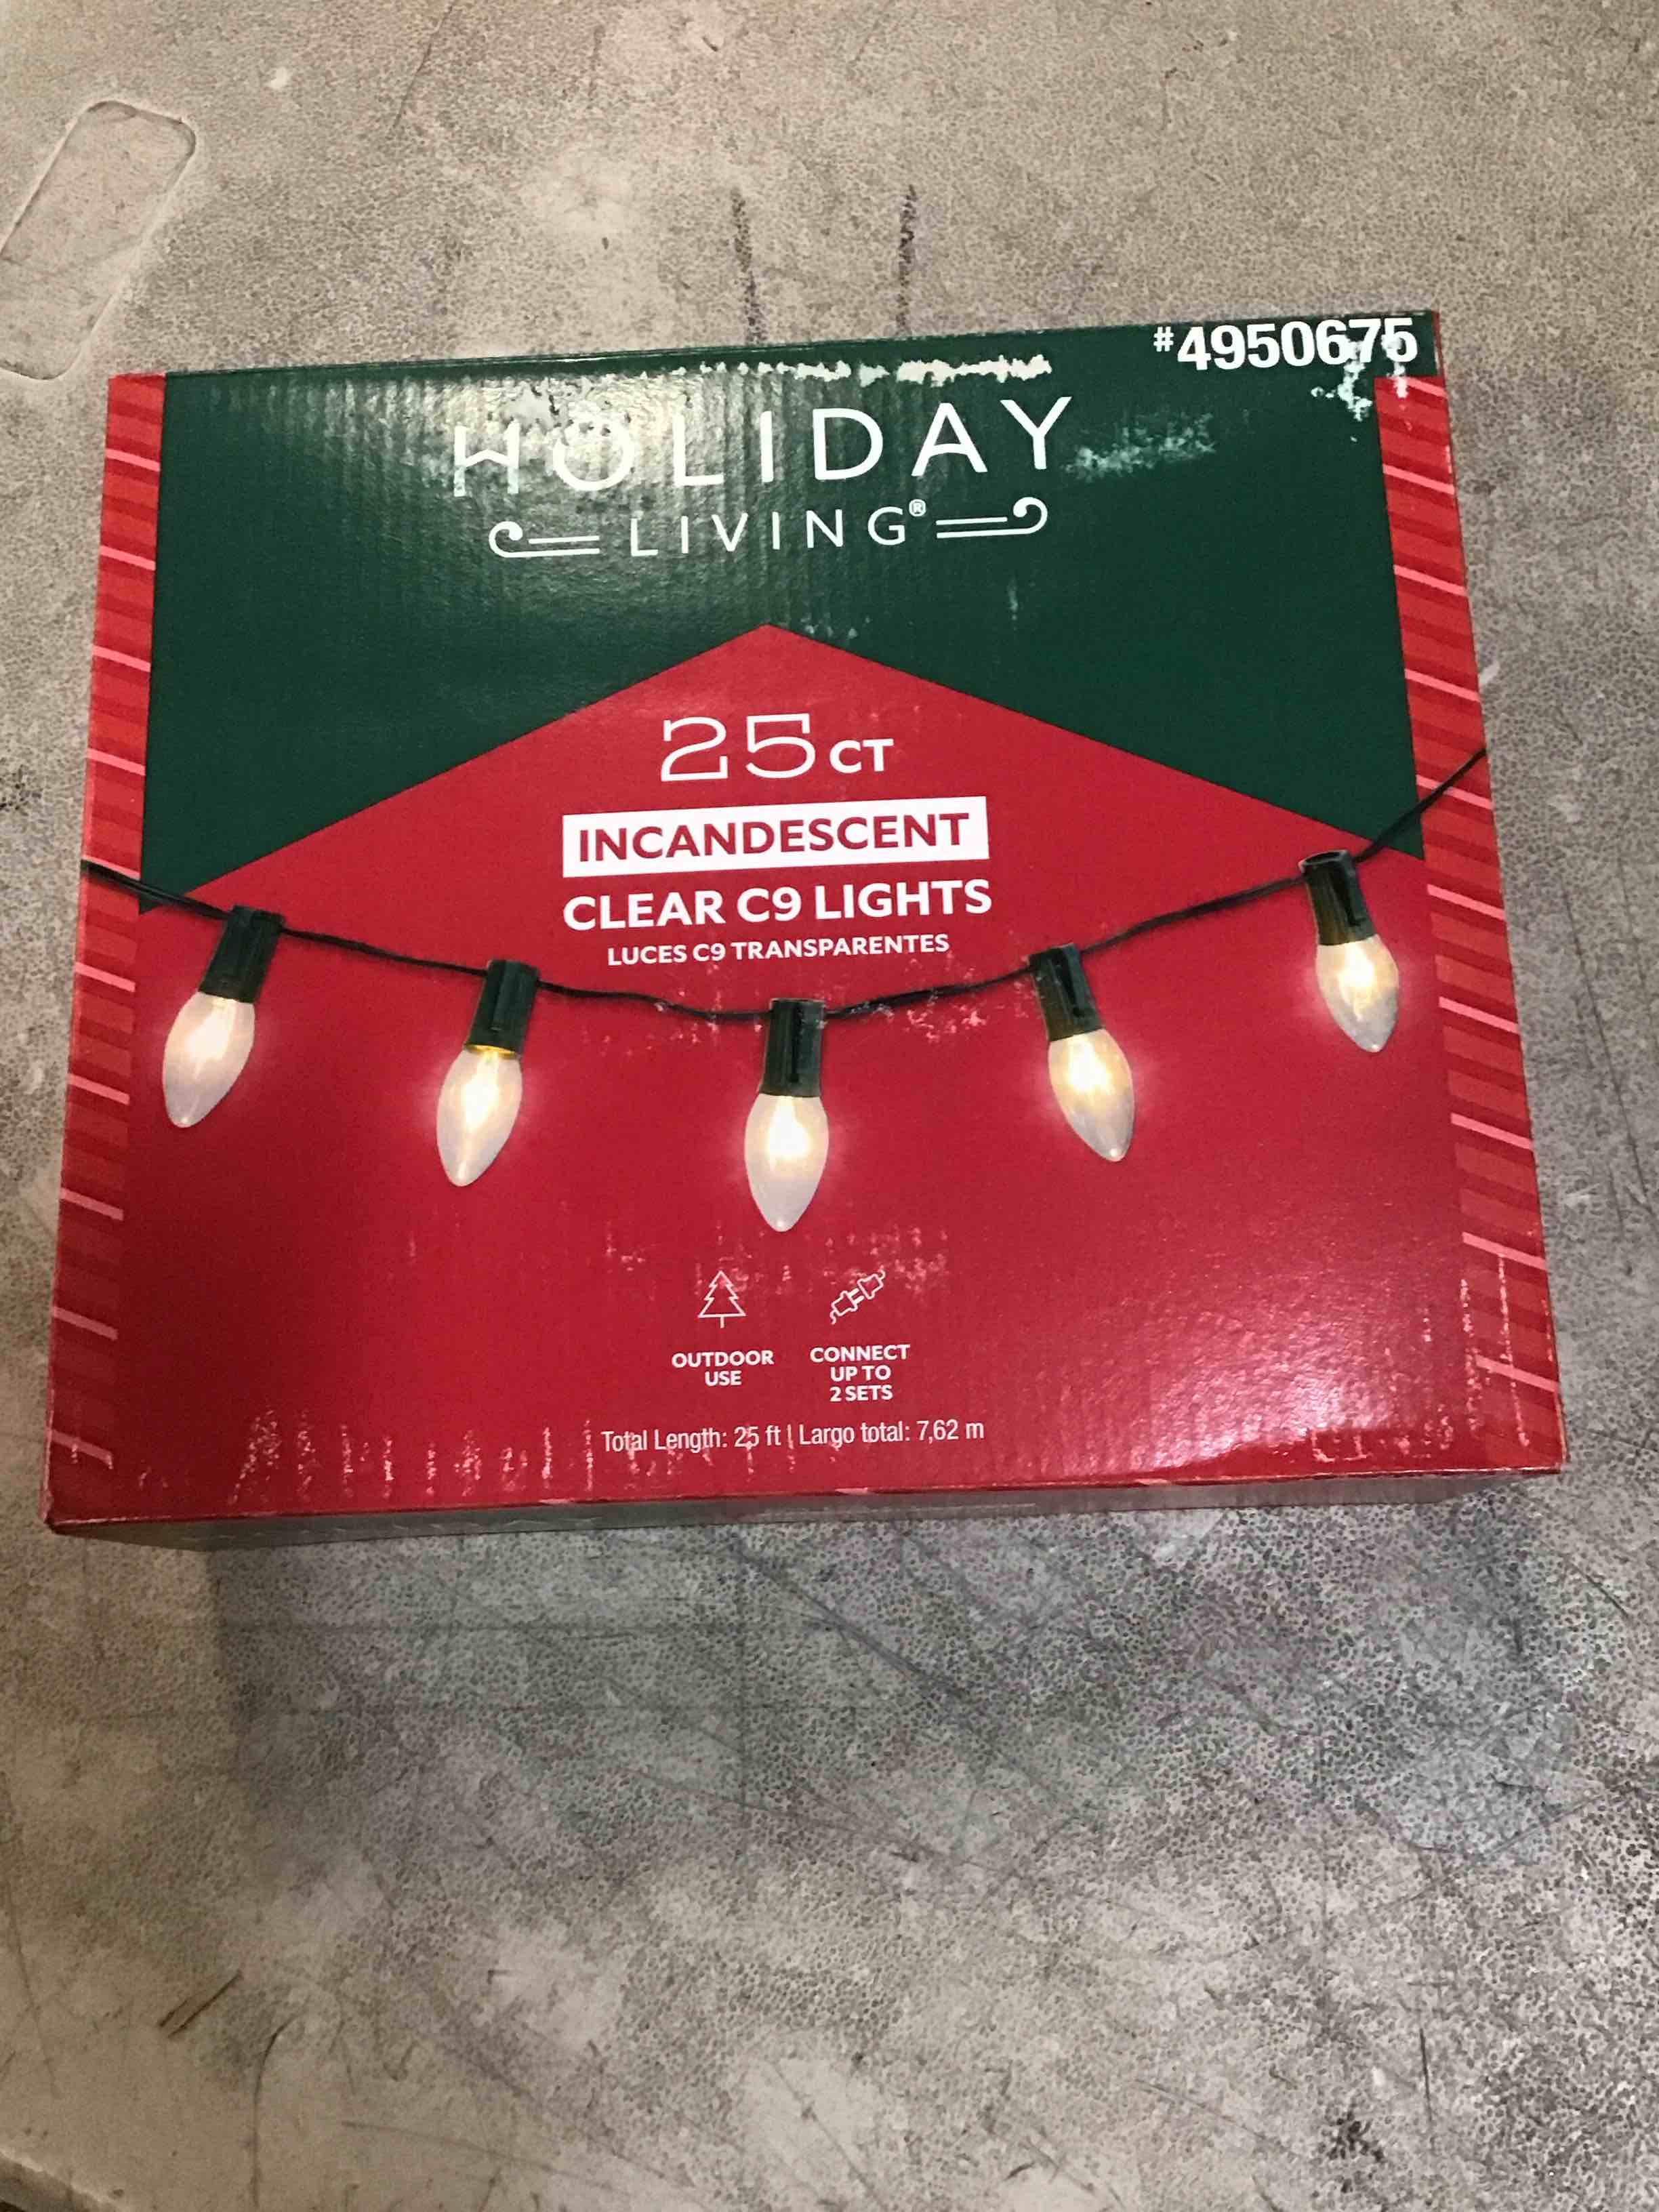 #4950675
HOLIDAY
LIVING®
25 CT
INCANDESCENT
CLEAR C9 LIGHTS
LUCES C9 TRANSPARENTES
OUTDOOR
USE
CONNECT
UP TO
2 SETS
Total Length: 25 ft | Largo total: 7,62 m